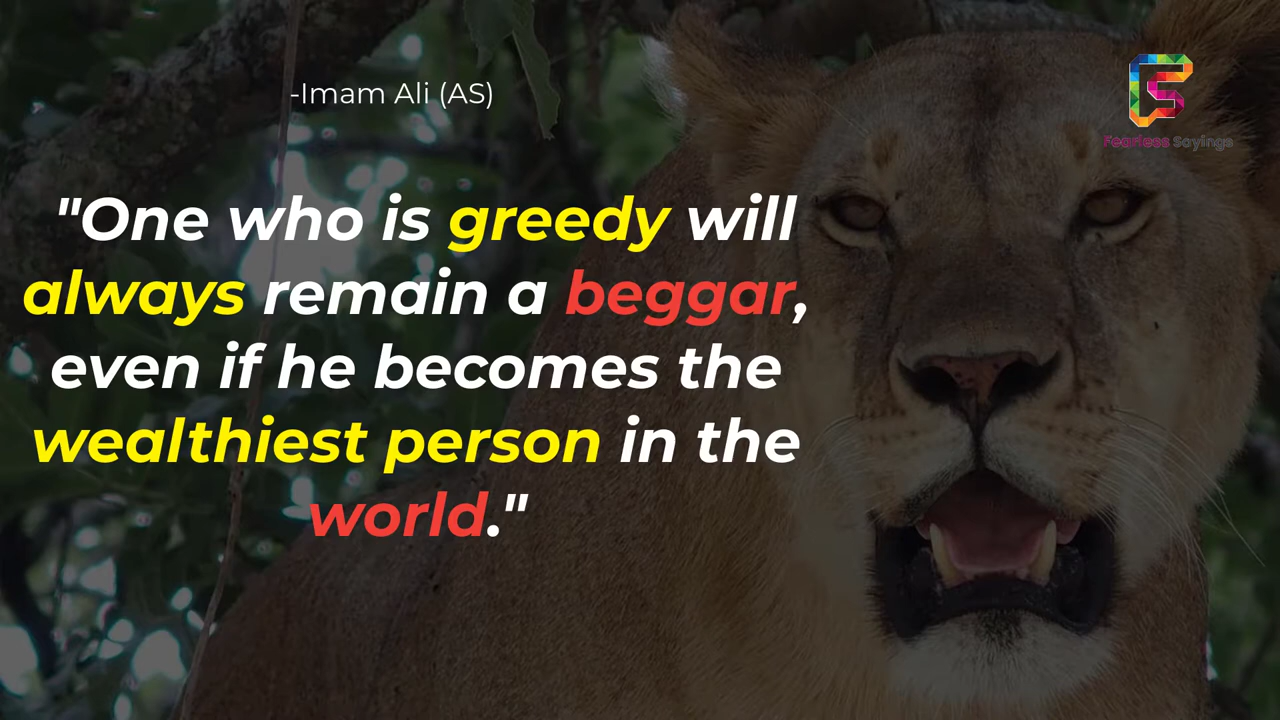 -Imam Ali (AS)
Fearless Sayings
"One who is greedy will
always remain a beggar,
even if he becomes the
wealthiest person in the
world."